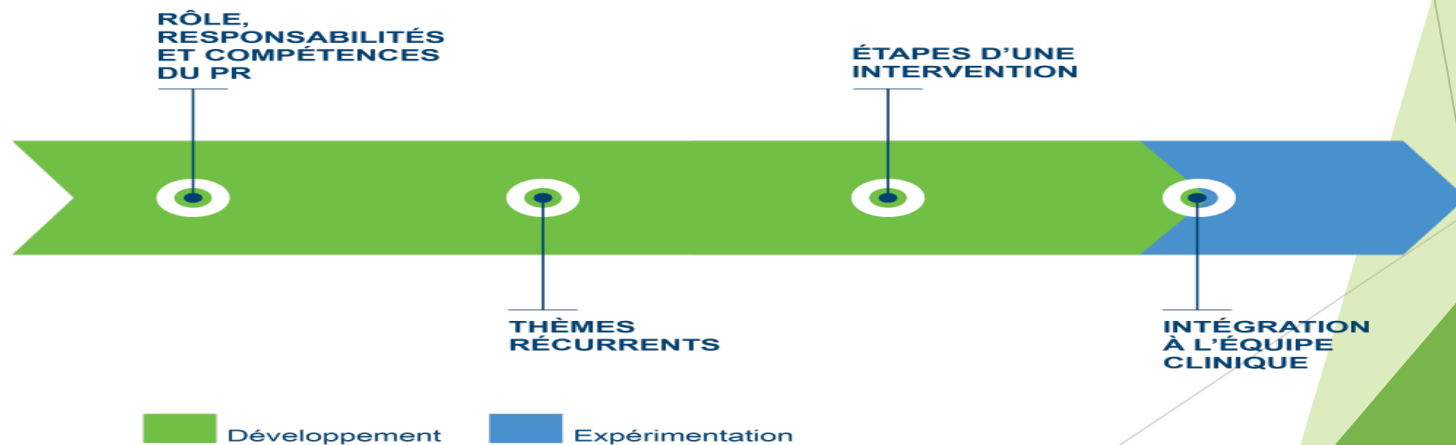 RÔLE,
RESPONSABILITÉS
ET COMPÉTENCES
DU PR
ÉTAPES D'UNE
INTERVENTION
THÈMES
RÉCURRENTS
INTÉGRATION
À L'ÉQUIPE
CLINIQUE
Développement
Expérimentation